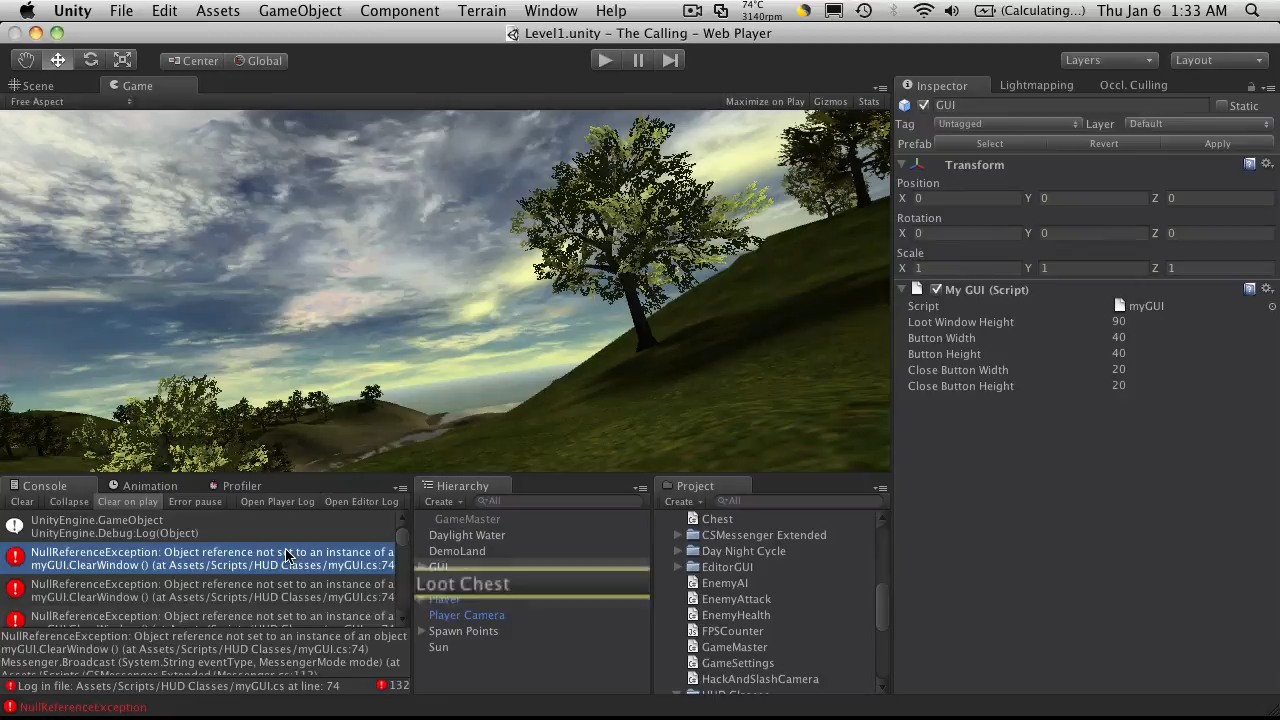 Unity File Edit Assets GameObject Component Terrain Window Help 74°C 3140rpm (Calculating...) Thu Jan 6 1:33 AM
Level1.unity - The Calling - Web Player
Center Global Layers Layout
Scene Game
Free Aspect Maximize on Play Gizmos Stats
Inspector Lightmapping Occl. Culling
GUI Static
Tag Untagged Layer Default
Prefab Select Revert Apply
Transform
Position
X 0 Y 0 Z 0
Rotation
X 0 Y 0 Z 0
Scale
X 1 Y 1 Z 1
My GUI (Script)
Script myGUI
Loot Window Height 90
Button Width 40
Button Height 40
Close Button Width 20
Close Button Height 20
Console Animation Profiler
Clear Collapse Clear on play Error pause Open Player Log Open Editor Log
UnityEngine.GameObject
UnityEngine.Debug:Log(Object)
NullReferenceException: Object reference not set to an instance of a
myGUI.ClearWindow () (at Assets/Scripts/HUD Classes/myGUI.cs:74
NullReferenceException: Object reference not set to an instance of a
myGUI.ClearWindow () (at Assets/Scripts/HUD Classes/myGUI.cs:74
NullReferenceException: Object reference not set to an instance of a
NullReferenceException: Object reference not set to an instance of an object
myGUI.ClearWindow () (at Assets/Scripts/HUD Classes/myGUI.cs:74)
Messenger.Broadcast (System.String eventType, MessengerMode mode) (at
Assets/Scripts/CSMessenger Extended/Messenger.cs:112)
Log in file: Assets/Scripts/HUD Classes/myGUI.cs at line: 74 132
NullReferenceException
Hierarchy
Create All
GameMaster
Daylight Water
DemoLand
GUI
Loot Chest
Player
Player Camera
Spawn Points
Sun
Project
Create All
Chest
CSMessenger Extended
Day Night Cycle
EditorGUI
EnemyAI
EnemyAttack
EnemyHealth
FPSCounter
GameMaster
GameSettings
HackAndSlashCamera
HUD Classes